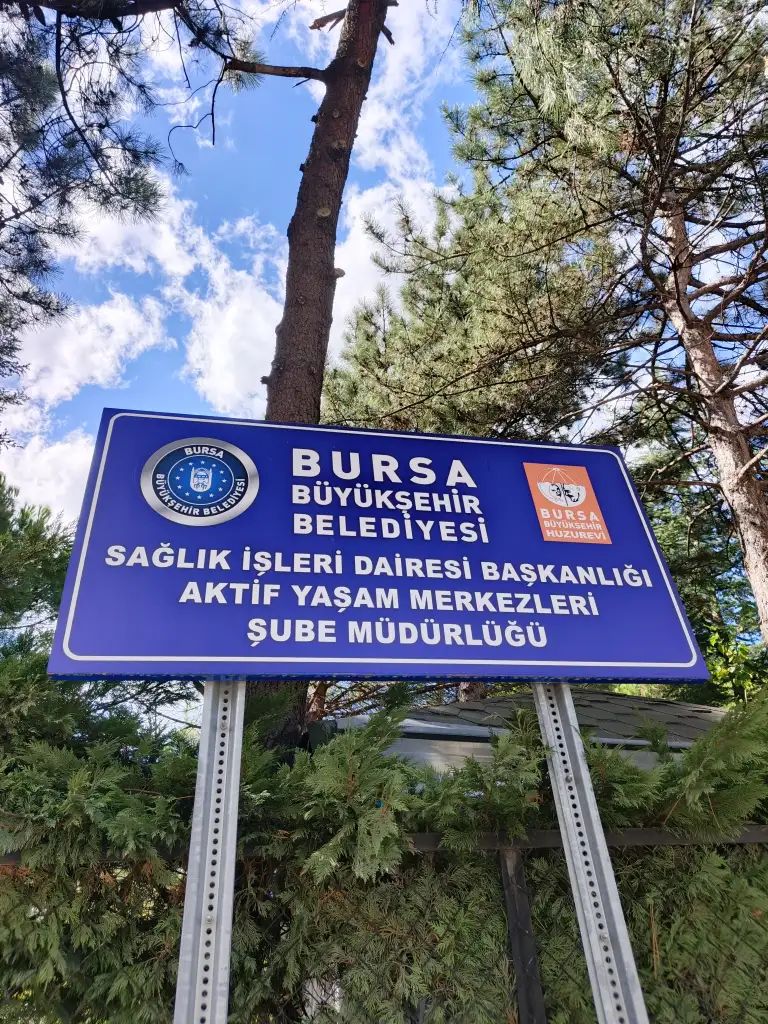 BURSA
BÜYÜKŞEHİR BELEDİYESİ
BURSA
BÜYÜKŞEHİR
BELEDİYESİ
BURSA
BÜYÜKŞEHİR
HUZUREVİ
SAĞLIK İŞLERİ DAİRESİ BAŞKANLIĞI
AKTİF YAŞAM MERKEZLERİ
ŞUBE MÜDÜRLÜĞÜ